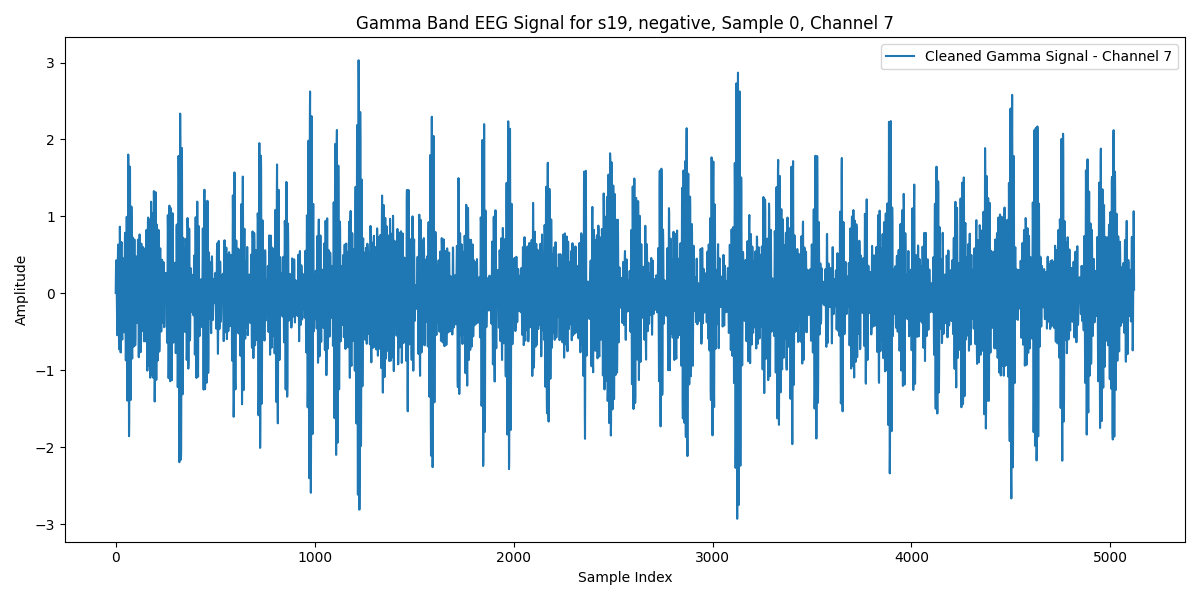 Gamma Band EEG Signal for s19, negative, Sample 0, Channel 7
Cleaned Gamma Signal - Channel 7
3
2
1
0
−1
−2
−3
Amplitude
0 1000 2000 3000 4000 5000
Sample Index